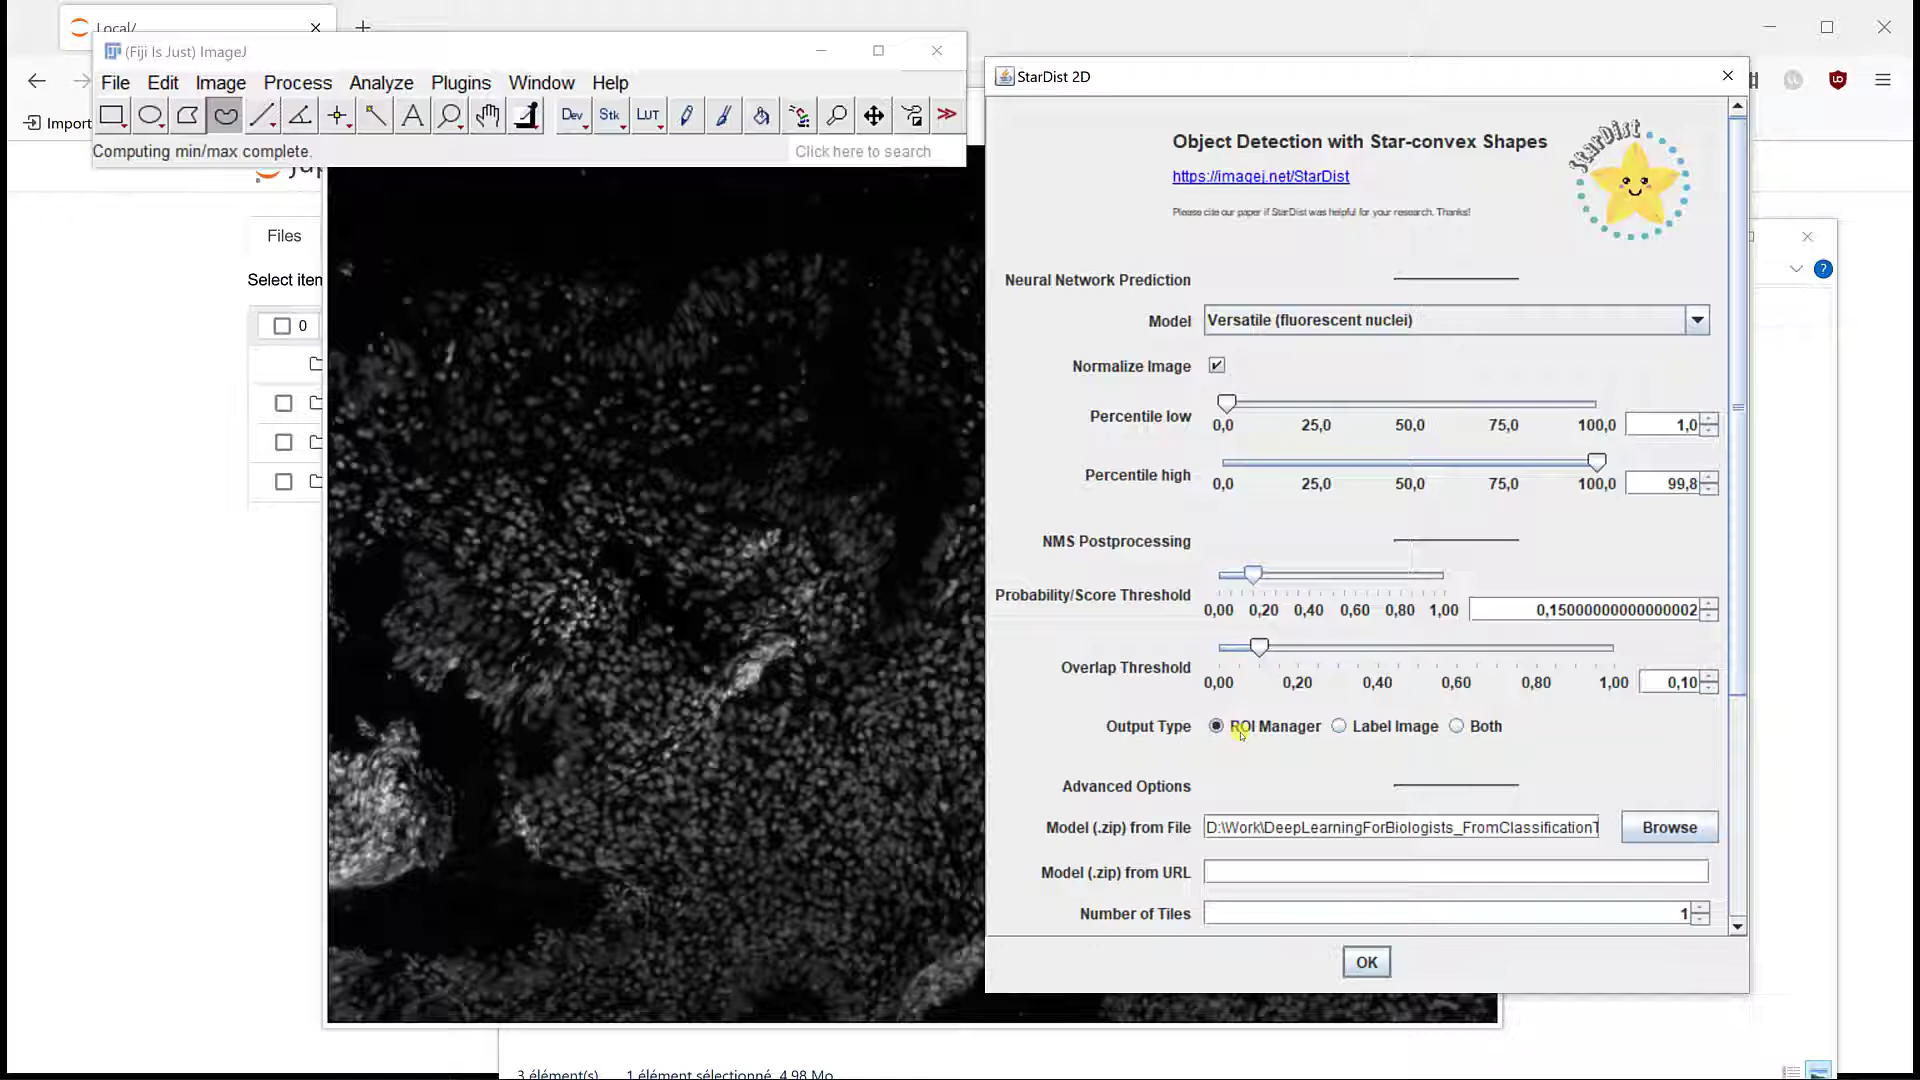 Local/
(Fiji Is Just) ImageJ
File Edit Image Process Analyze Plugins Window Help
Dev Stk LUT
Computing min/max complete.
Click here to search
Import
Files
Select item
0
StarDist 2D
Object Detection with Star-convex Shapes
https://imagej.net/StarDist
Please cite our paper if StarDist was helpful for your research. Thanks!
StarDist
Neural Network Prediction
Model Versatile (fluorescent nuclei)
Normalize Image
Percentile low 0,0 25,0 50,0 75,0 100,0 1,0
Percentile high 0,0 25,0 50,0 75,0 100,0 99,8
NMS Postprocessing
Probability/Score Threshold 0,00 0,20 0,40 0,60 0,80 1,00 0,15000000000000002
Overlap Threshold 0,00 0,20 0,40 0,60 0,80 1,00 0,10
Output Type ROI Manager Label Image Both
Advanced Options
Model (.zip) from File D:\Work\DeepLearningForBiologists_FromClassificationT Browse
Model (.zip) from URL
Number of Tiles 1
OK
3 élément(s) 1 élément sélectionné 4,98 Mo